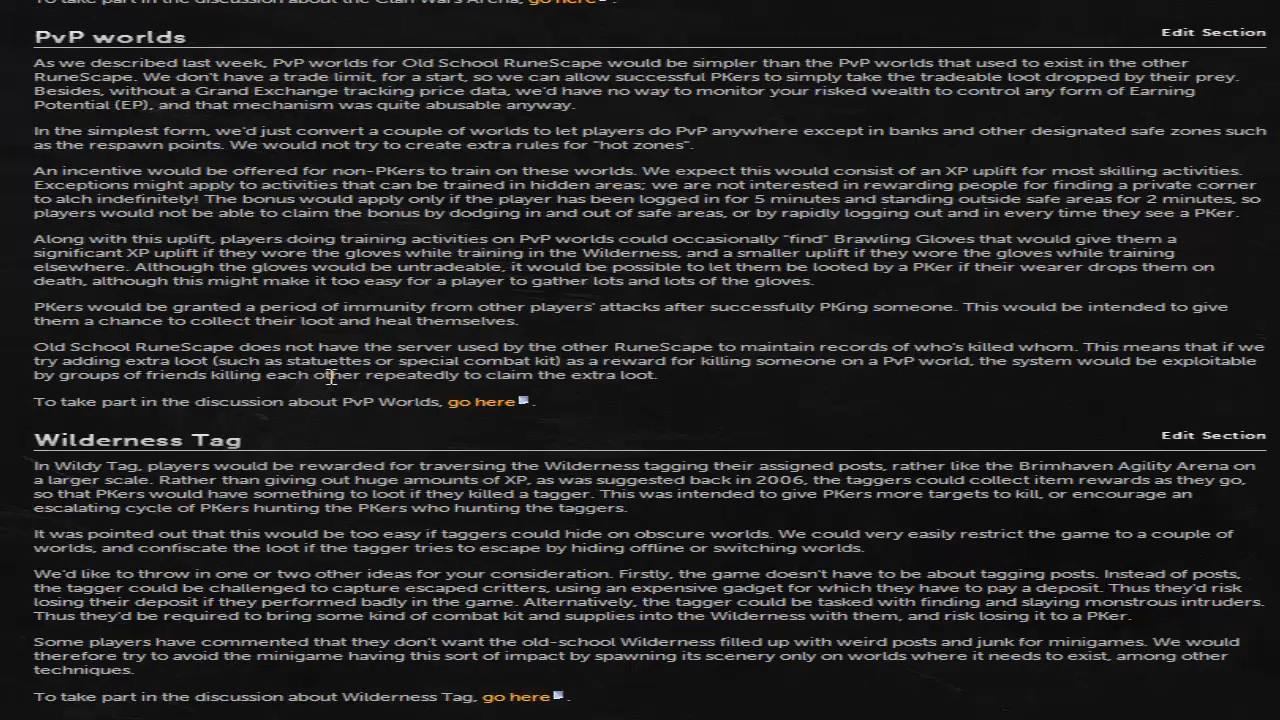 To take part in the discussion about the Clan Wars Arena, go here.
PvP worlds
Edit Section
As we described last week, PvP worlds for Old School RuneScape would be simpler than the PvP worlds that used to exist in the other
RuneScape. We don't have a trade limit, for a start, so we can allow successful PKers to simply take the tradeable loot dropped by their prey.
Besides, without a Grand Exchange tracking price data, we'd have no way to monitor your risked wealth to control any form of Earning
Potential (EP), and that mechanism was quite abusable anyway.
In the simplest form, we'd just convert a couple of worlds to let players do PvP anywhere except in banks and other designated safe zones such
as the respawn points. We would not try to create extra rules for "hot zones".
An incentive would be offered for non-PKers to train on these worlds. We expect this would consist of an XP uplift for most skilling activities.
Exceptions might apply to activities that can be trained in hidden areas; we are not interested in rewarding people for finding a private corner
to alch indefinitely! The bonus would apply only if the player has been logged in for 5 minutes and standing outside safe areas for 2 minutes, so
players would not be able to claim the bonus by dodging in and out of safe areas, or by rapidly logging out and in every time they see a PKer.
Along with this uplift, players doing training activities on PvP worlds could occasionally "find" Brawling Gloves that would give them a
significant XP uplift if they wore the gloves while training in the Wilderness, and a smaller uplift if they wore the gloves while training
elsewhere. Although the gloves would be untradeable, it would be possible to let them be looted by a PKer if their wearer drops them on
death, although this might make it too easy for a player to gather lots and lots of the gloves.
PKers would be granted a period of immunity from other players' attacks after successfully PKing someone. This would be intended to give
them a chance to collect their loot and heal themselves.
Old School RuneScape does not have the server used by the other RuneScape to maintain records of who's killed whom. This means that if we
try adding extra loot (such as statuettes or special combat kit) as a reward for killing someone on a PvP world, the system would be exploitable
by groups of friends killing each other repeatedly to claim the extra loot.
To take part in the discussion about PvP Worlds, go here.
Wilderness Tag
Edit Section
In Wildy Tag, players would be rewarded for traversing the Wilderness tagging their assigned posts, rather like the Brimhaven Agility Arena on
a larger scale. Rather than giving out huge amounts of XP, as was suggested back in 2006, the taggers could collect item rewards as they go,
so that PKers would have something to loot if they killed a tagger. This was intended to give PKers more targets to kill, or encourage an
escalating cycle of PKers hunting the PKers who hunting the taggers.
It was pointed out that this would be too easy if taggers could hide on obscure worlds. We could very easily restrict the game to a couple of
worlds, and confiscate the loot if the tagger tries to escape by hiding offline or switching worlds.
We'd like to throw in one or two other ideas for your consideration. Firstly, the game doesn't have to be about tagging posts. Instead of posts,
the tagger could be challenged to capture escaped critters, using an expensive gadget for which they have to pay a deposit. Thus they'd risk
losing their deposit if they performed badly in the game. Alternatively, the tagger could be tasked with finding and slaying monstrous intruders.
Thus they'd be required to bring some kind of combat kit and supplies into the Wilderness with them, and risk losing it to a PKer.
Some players have commented that they don't want the old-school Wilderness filled up with weird posts and junk for minigames. We would
therefore try to avoid the minigame having this sort of impact by spawning its scenery only on worlds where it needs to exist, among other
techniques.
To take part in the discussion about Wilderness Tag, go here.